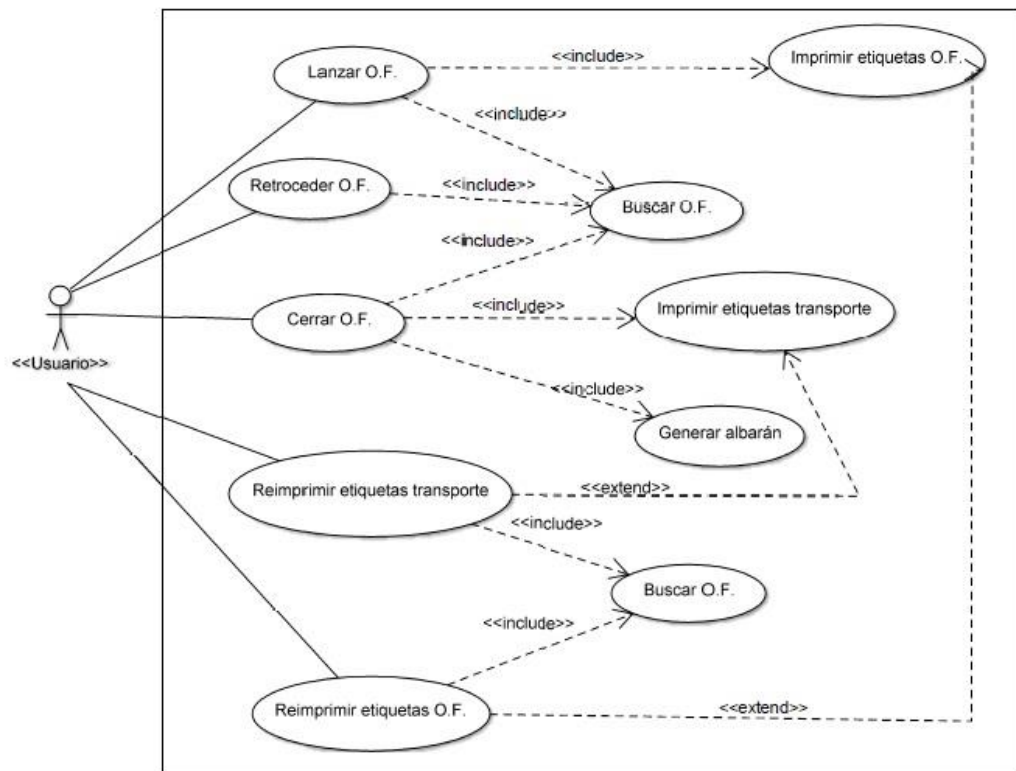 Lanzar O.F.
<<include>>
Imprimir etiquetas O.F.
<<include>>
Retroceder O.F.
<<include>>
Buscar O.F.
<<include>>
Cerrar O.F.
<<include>>
Imprimir etiquetas transporte
<<Usuario>>
<<include>>
Generar albarán
Reimprimir etiquetas transporte
<<extend>>
<<include>>
Buscar O.F.
<<include>>
Reimprimir etiquetas O.F.
<<extend>>